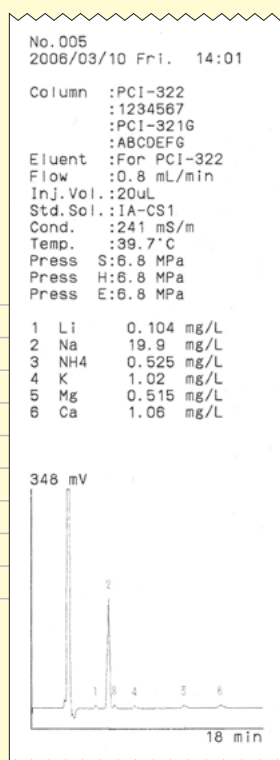 No.005
2006/03/10 Fri. 14:01
Column :PCI-322
:1234567
:PCI-321G
:ABCDEFG
Eluent :For PCI-322
Flow :0.8 mL/min
Inj.Vol.:20uL
Std.Sol.:IA-CS1
Cond. :241 mS/m
Temp. :39.7°C
Press S:6.8 MPa
Press H:6.8 MPa
Press E:6.8 MPa
1 Li 0.104 mg/L
2 Na 19.9 mg/L
3 NH4 0.525 mg/L
4 K 1.02 mg/L
5 Mg 0.515 mg/L
6 Ca 1.06 mg/L
348 mV
2
1 3 4 5 6
18 min